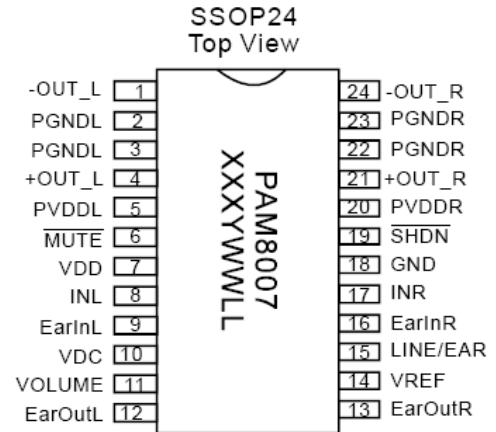 SSOP24
Top View
-OUT_L 1
PGNDL 2
PGNDL 3
+OUT_L 4
PVDDL 5
MUTE 6
VDD 7
INL 8
EarInL 9
VDC 10
VOLUME 11
EarOutL 12
PAM8007
XXXYWWLL
24 -OUT_R
23 PGNDR
22 PGNDR
21 +OUT_R
20 PVDDR
19 SHDN
18 GND
17 INR
16 EarInR
15 LINE/EAR
14 VREF
13 EarOutR